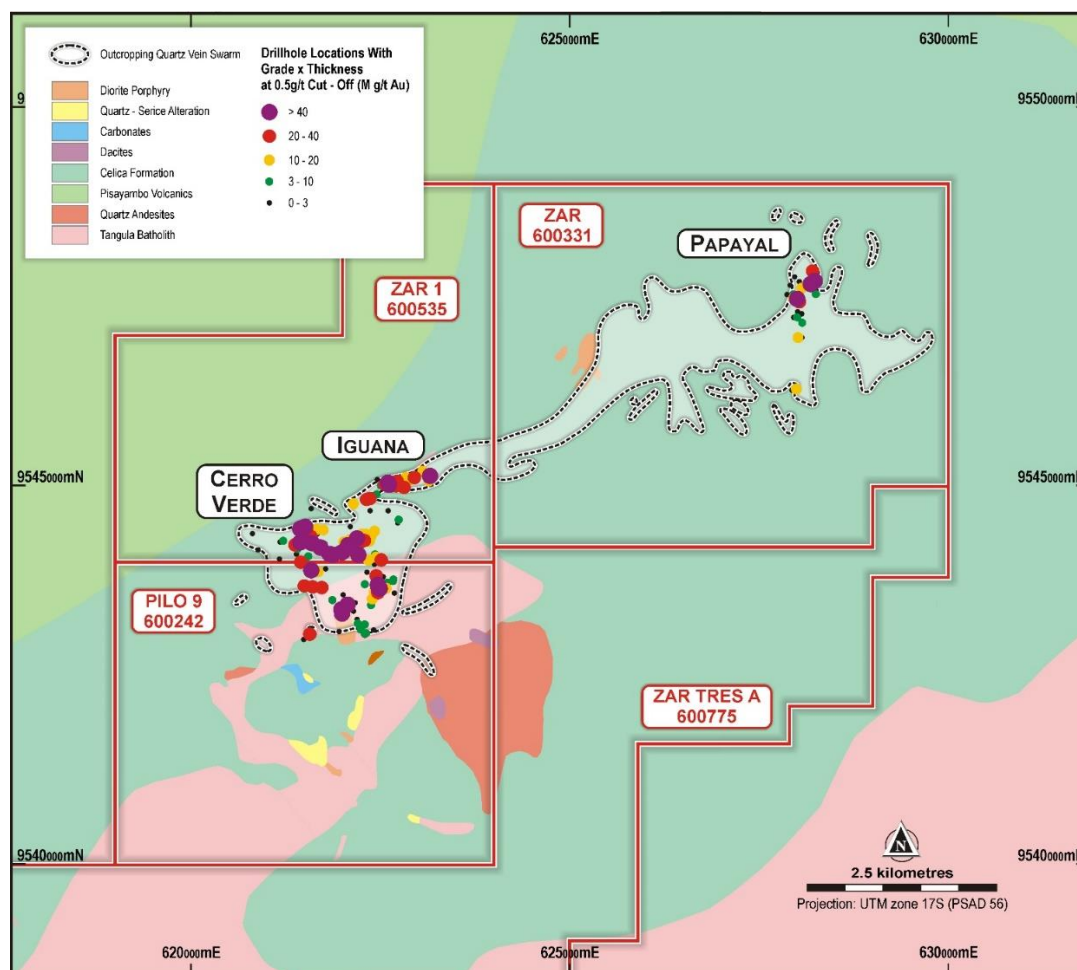 625000mE
630000mE
Outcropping Quartz Vein Swarm
Diorite Porphyry
Quartz - Serice Alteration
Carbonates
Dacites
Celica Formation
Pisayambo Volcanics
Quartz Andesites
Tangula Batholith
Drillhole Locations With
Grade x Thickness
at 0.5g/t Cut - Off (M g/t Au)
> 40
20 - 40
10 - 20
3 - 10
0 - 3
9550000mN
ZAR
600331
PAPAYAL
ZAR 1
600535
IGUANA
CERRO
VERDE
9545000mN
9545000mN
PILO 9
600242
ZAR TRES A
600775
N
2.5 kilometres
Projection: UTM zone 17S (PSAD 56)
9540000mN
9540000mN
620000mE
625000mE
630000mE